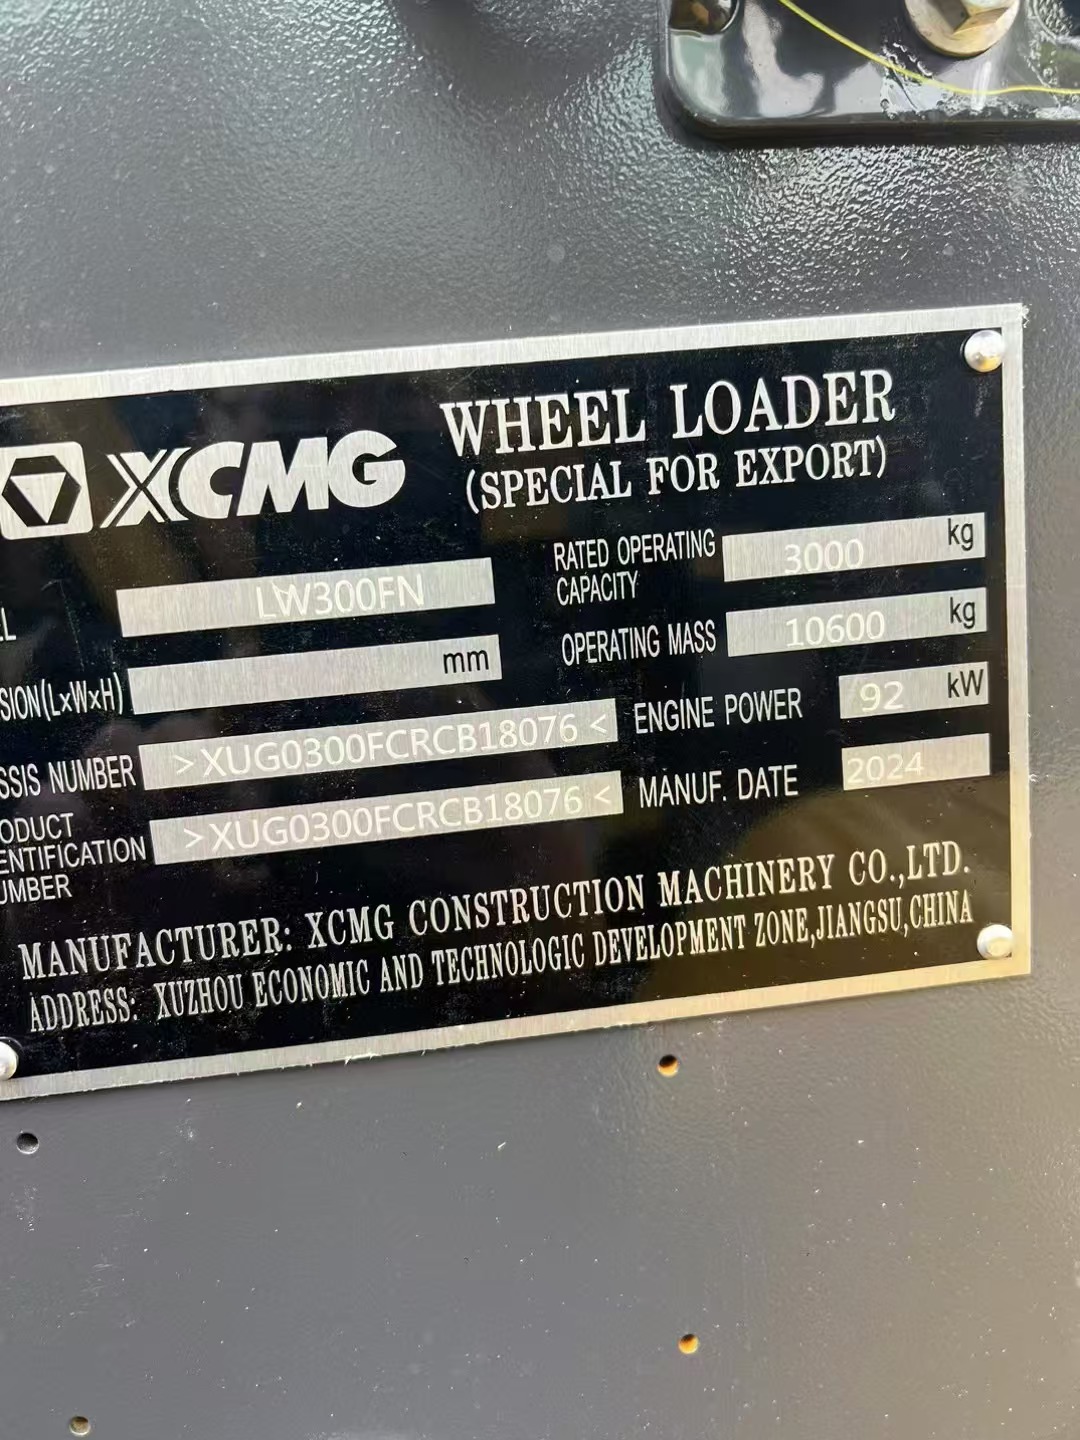 XCMG
WHEEL LOADER
(SPECIAL FOR EXPORT)
EL LW300FN
SION(LxWxH) mm
SSIS NUMBER >XUG0300FCRCB18076<
ODUCT
ENTIFICATION
UMBER
>XUG0300FCRCB18076<
RATED OPERATING
CAPACITY
3000 kg
OPERATING MASS 10600 kg
ENGINE POWER 92 kW
MANUF. DATE 2024
MANUFACTURER: XCMG CONSTRUCTION MACHINERY CO.,LTD.
ADDRESS: XUZHOU ECONOMIC AND TECHNOLOGIC DEVELOPMENT ZONE,JIANGSU,CHINA